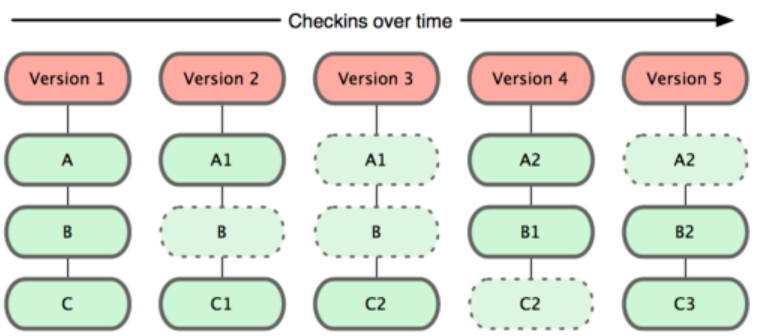 Checkins over time
Version 1 Version 2 Version 3 Version 4 Version 5
A A1 A1 A2 A2
B B B B1 B2
C C1 C2 C2 C3